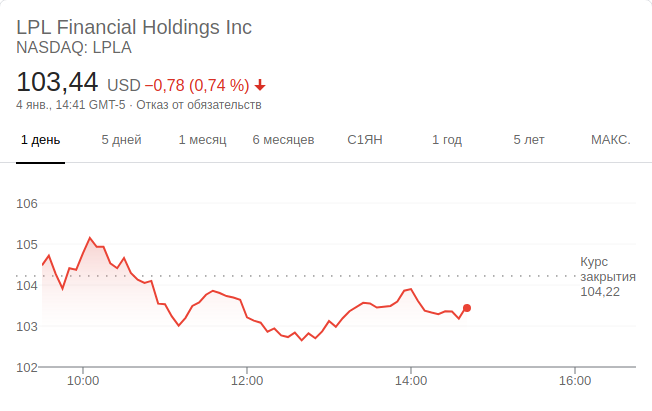 LPL Financial Holdings Inc
NASDAQ: LPLA
103,44 USD −0,78 (0,74 %)
4 янв., 14:41 GMT-5 · Отказ от обязательств
1 день 5 дней 1 месяц 6 месяцев С1ЯН 1 год 5 лет МАКС.
106
105
Курс
закрытия
104,22
104
103
102
10:00 12:00 14:00 16:00